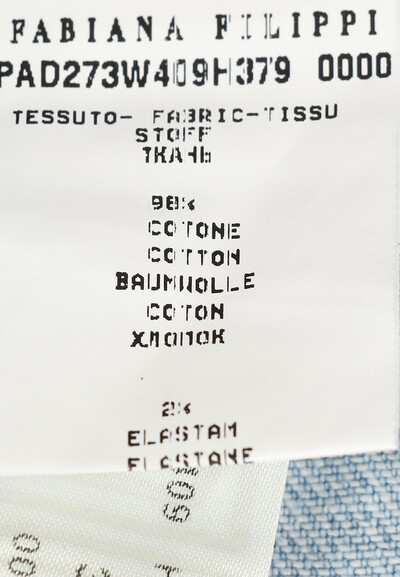 FABIANA FILIPPI
PAD273W409H379 0000
TESSUTO- FABRIC-TISSU
STOFF
ТКАНЬ
98%
COTONE
COTTON
BAUMWOLLE
COTON
ХЛОПОК
2%
ELASTAM
ELASTANE